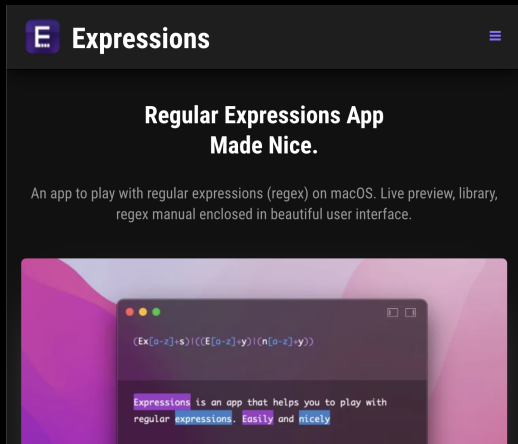 E...
Expressions
Regular Expressions App
Made Nice.
An app to play with regular expressions (regex) on macOS. Live preview, library,
regex manual enclosed in beautiful user interface.
(Ex[a-z]+s)|((E[a-z]+y)|(n[a-z]+y))
Expressions is an app that helps you to play with
regular expressions. Easily and nicely